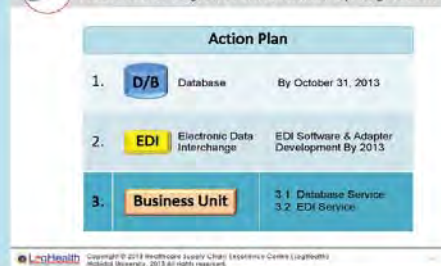 Action Plan
1. D/B Database By October 31, 2013
2. EDI Electronic Data Interchange EDI Software & Adapter Development By 2013
3. Business Unit 3.1 Database Service
3.2 EDI Service
LogHealth Copyright © 2013 Healthcare Supply Chain Excellence Centre (LogHealth)
Mahidol University, 2013 All rights reserved.